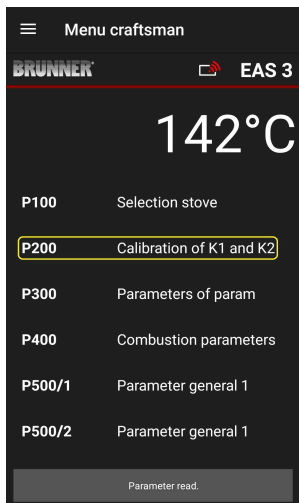 Menu craftsman
BRUNNER EAS 3
142°C
P100 Selection stove
P200 Calibration of K1 and K2
P300 Parameters of param
P400 Combustion parameters
P500/1 Parameter general 1
P500/2 Parameter general 1
Parameter read.